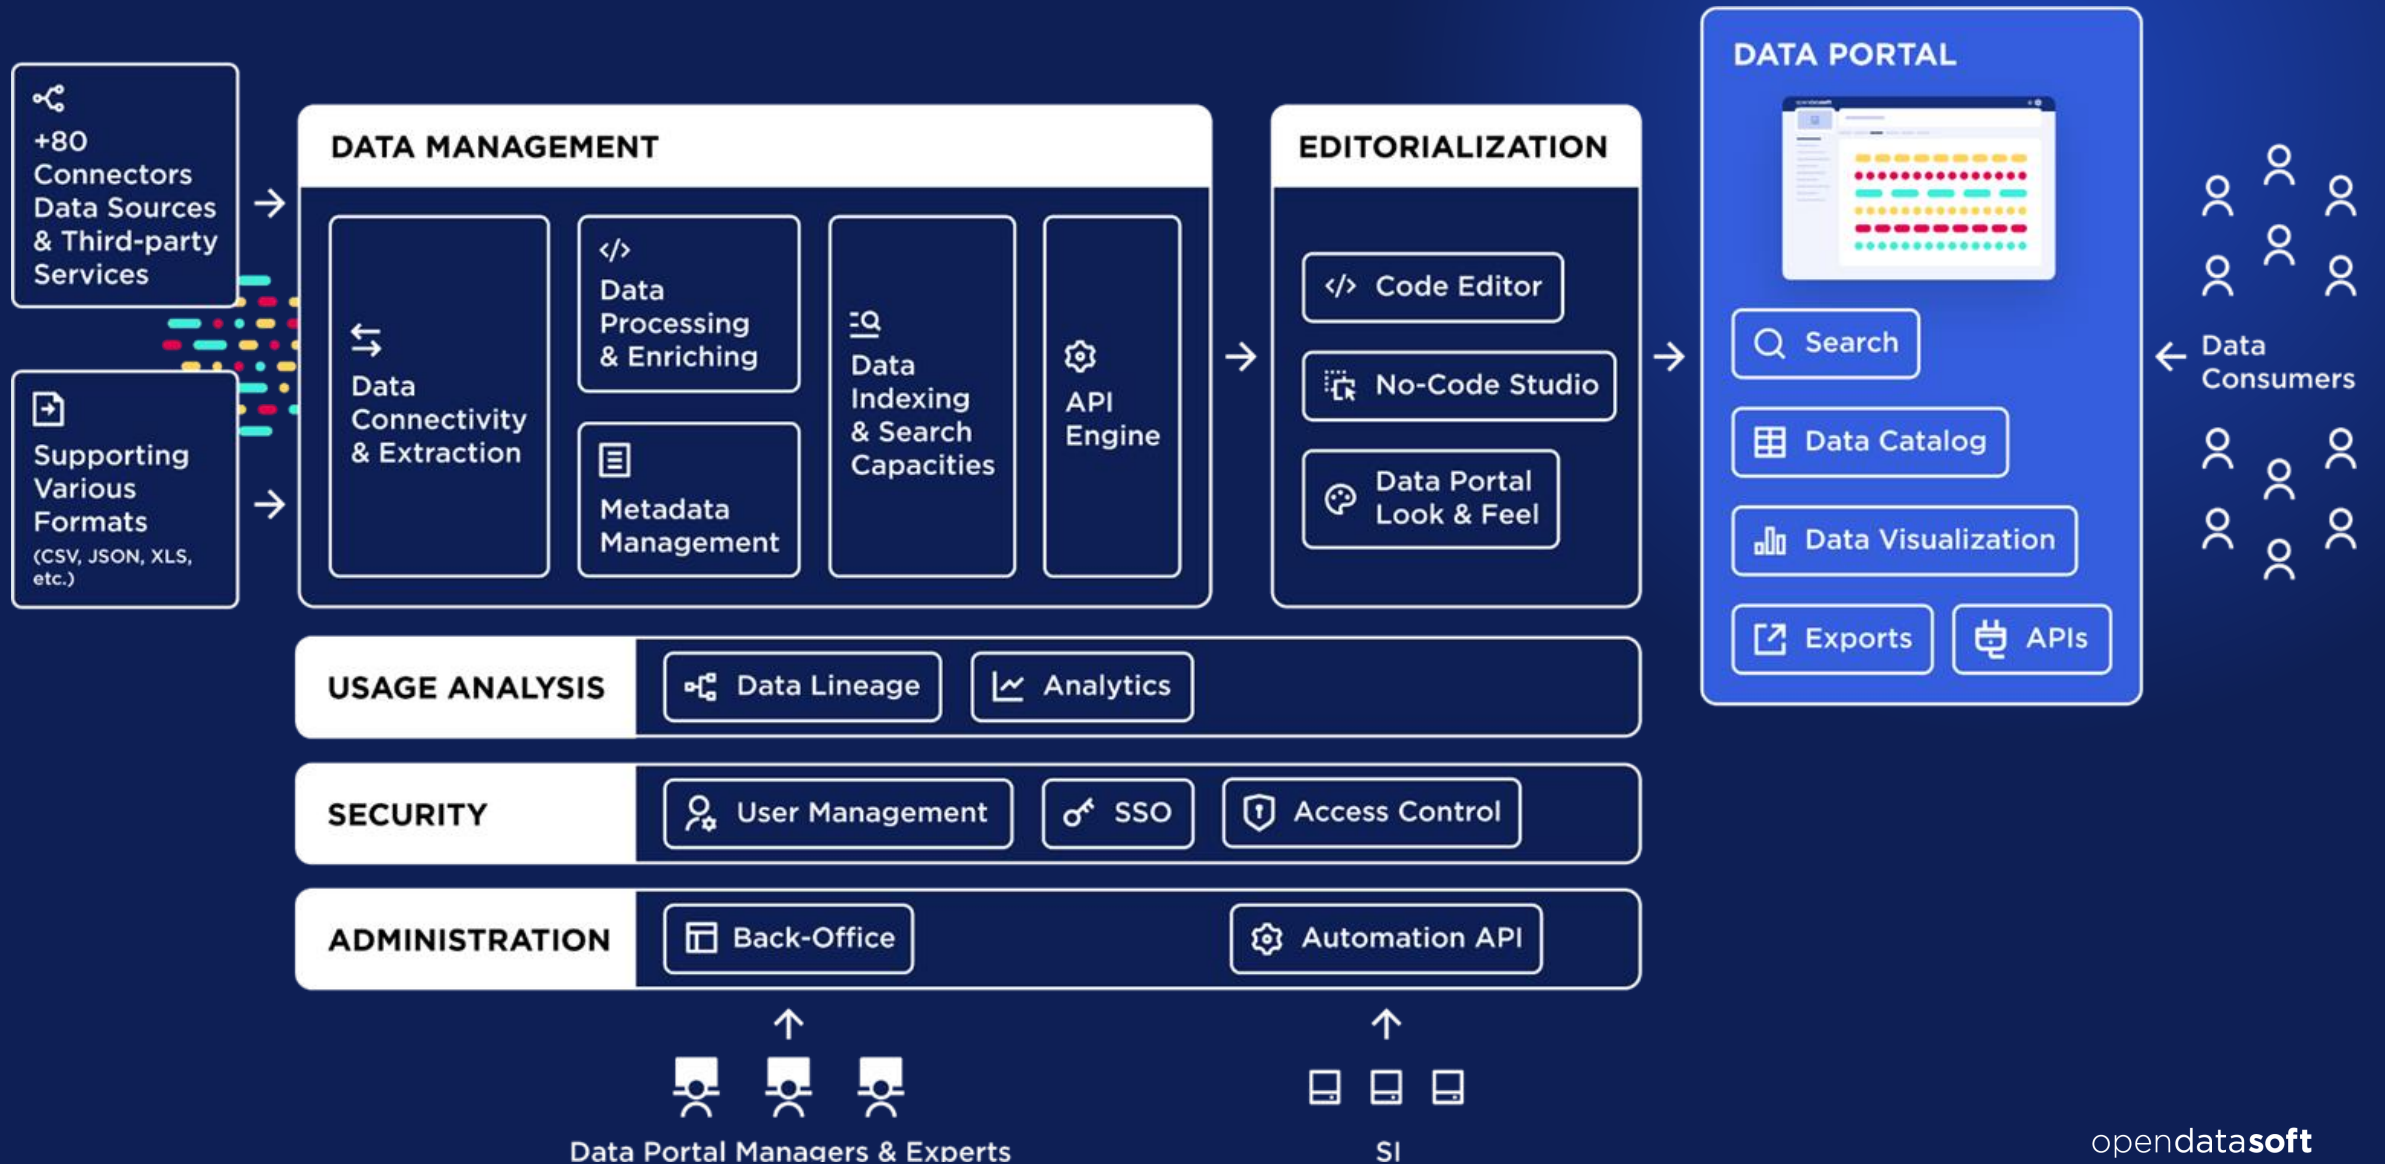 +80
Connectors
Data Sources
& Third-party
Services
Supporting
Various
Formats
(CSV, JSON, XLS,
etc.)
DATA MANAGEMENT
Data
Connectivity
& Extraction
</>
Data
Processing
& Enriching
Metadata
Management
Data
Indexing
& Search
Capacities
API
Engine
EDITORIALIZATION
</> Code Editor
No-Code Studio
Data Portal
Look & Feel
DATA PORTAL
Search
Data Catalog
Data Visualization
Exports
APIs
Data
Consumers
USAGE ANALYSIS
Data Lineage
Analytics
SECURITY
User Management
SSO
Access Control
ADMINISTRATION
Back-Office
Automation API
Data Portal Managers & Experts
SI
opendatasoft